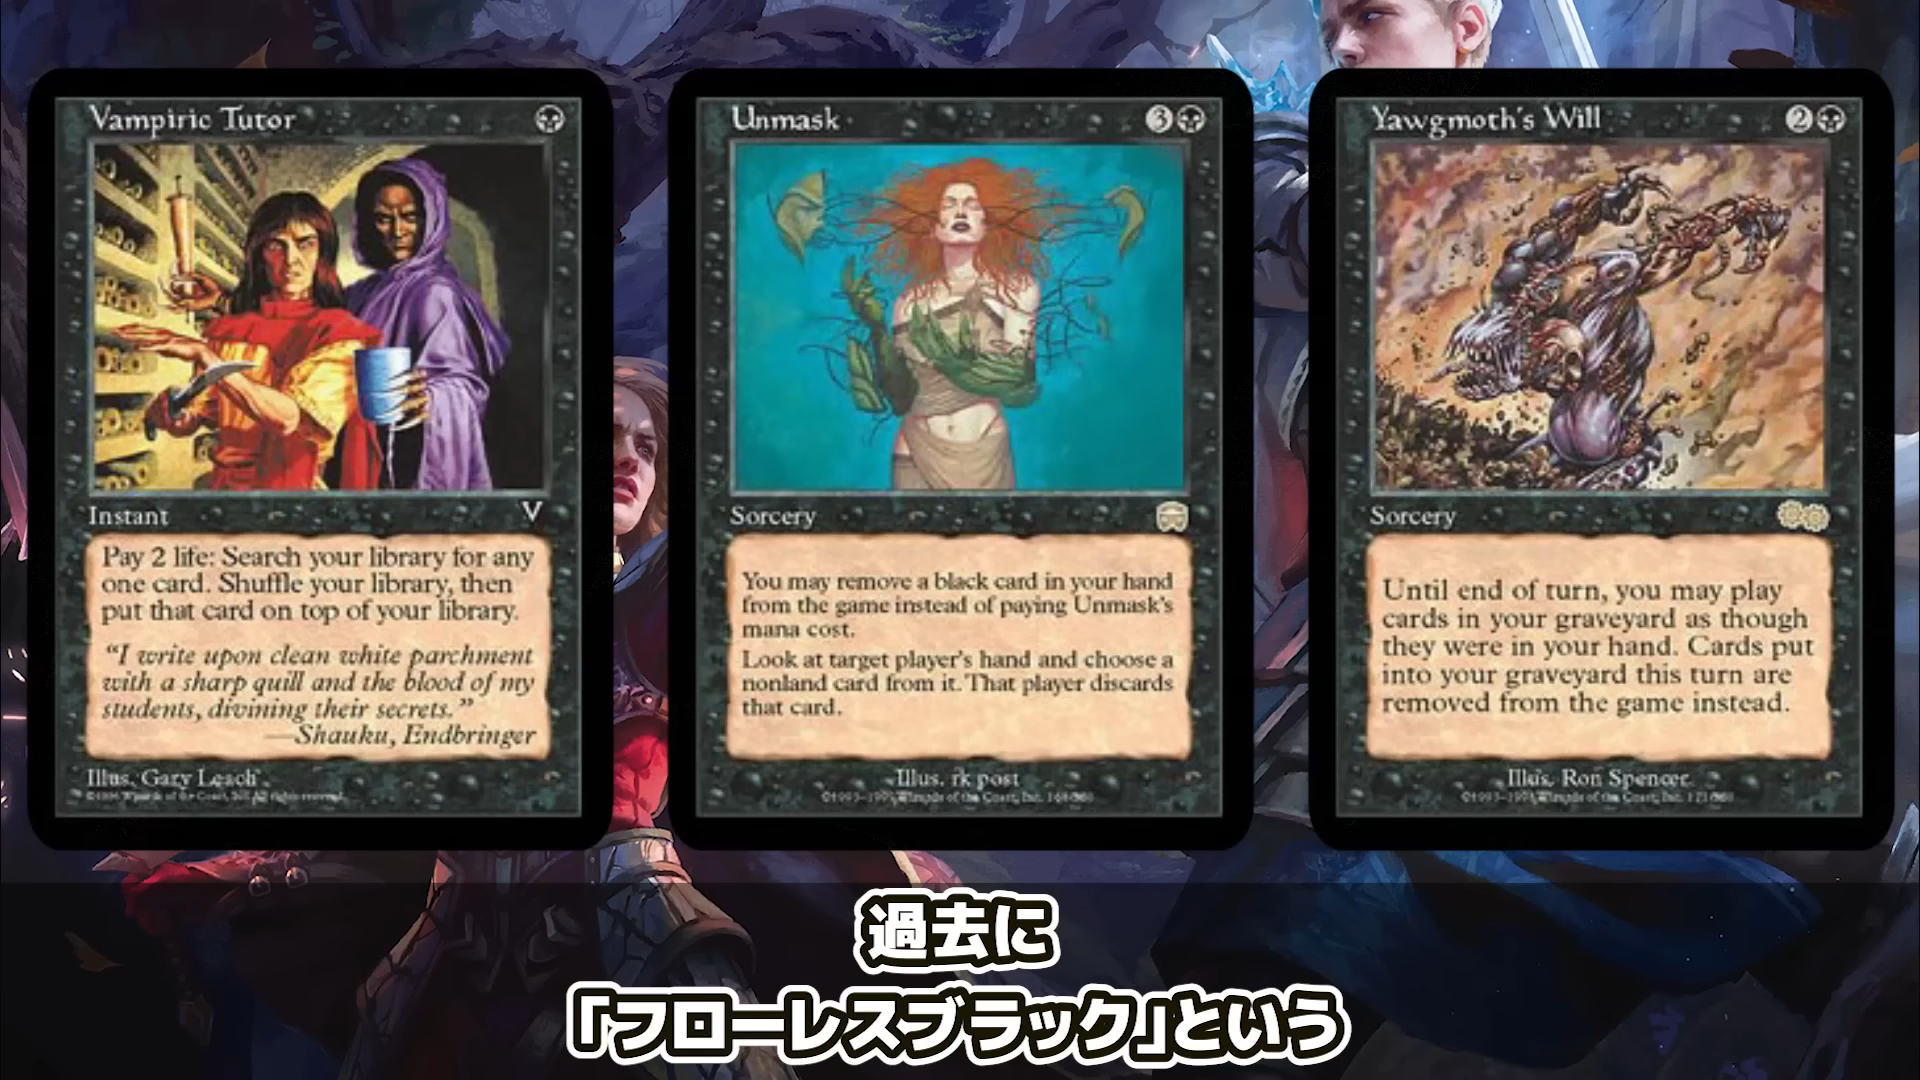 Vampiric Tutor
Instant
V
Pay 2 life: Search your library for any
one card. Shuffle your library, then
put that card on top of your library.
“I write upon clean white parchment
with a sharp quill and the blood of my
students, divining their secrets.”
—Shauku, Endbringer
Illus. Gary Leach
Unmask
3
Sorcery
You may remove a black card in your hand
from the game instead of paying Unmask's
mana cost.
Look at target player's hand and choose a
nonland card from it. That player discards
that card.
Illus. rk post
Yawgmoth's Will
2
Sorcery
Until end of turn, you may play
cards in your graveyard as though
they were in your hand. Cards put
into your graveyard this turn are
removed from the game instead.
Illus. Ron Spencer
過去に
「フローレスブラック」という